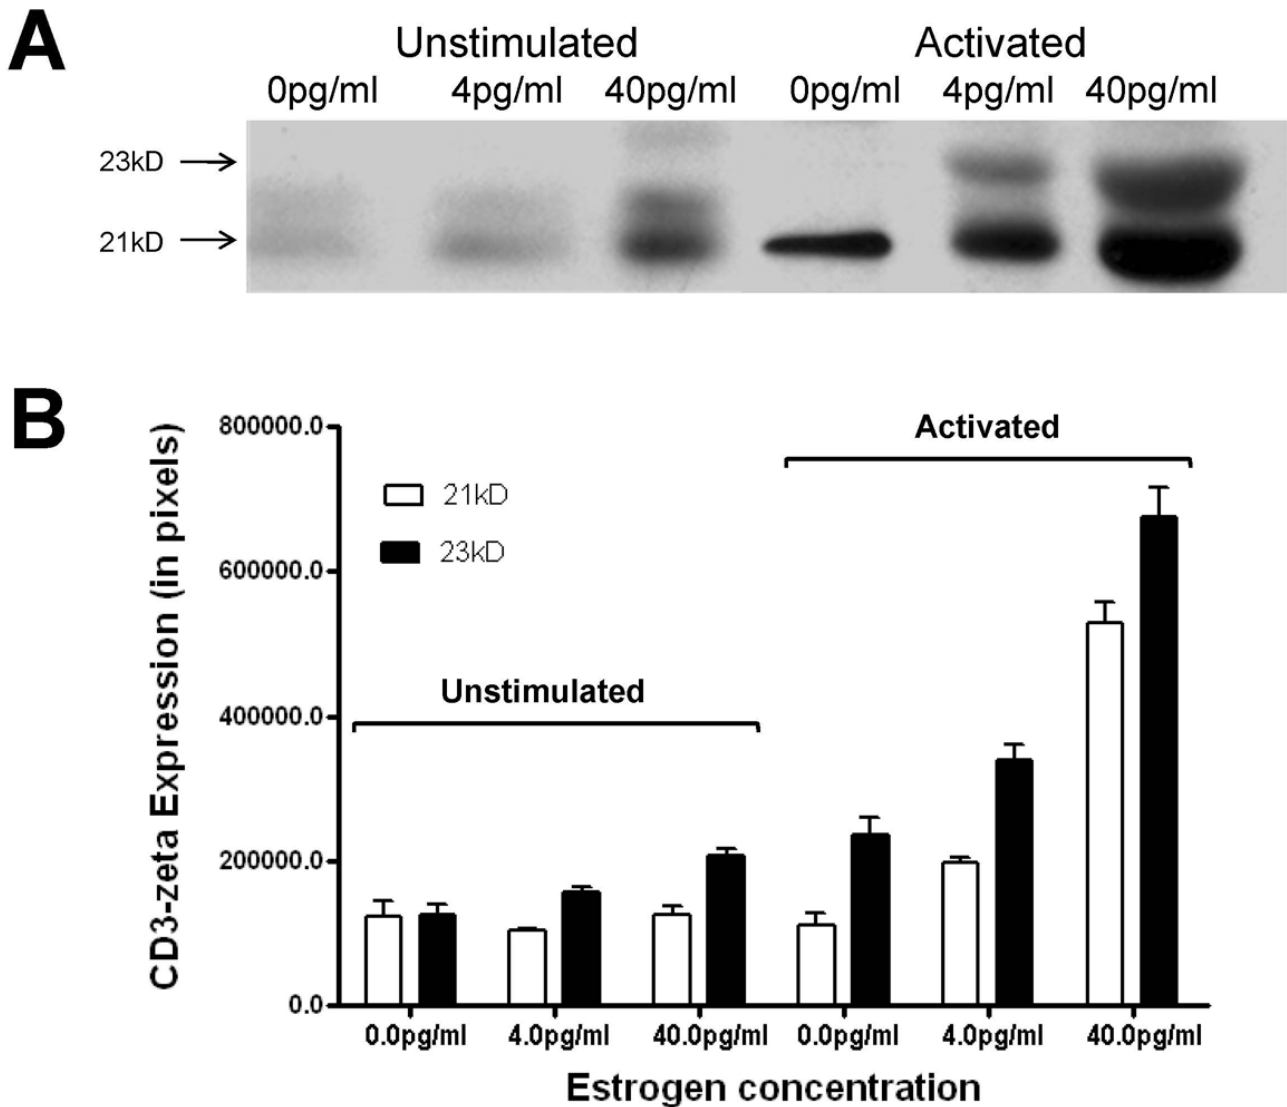 A
Unstimulated Activated
0pg/ml 4pg/ml 40pg/ml 0pg/ml 4pg/ml 40pg/ml
23kD
21kD
B
CD3-zeta Expression (in pixels)
800000.0
600000.0
400000.0
200000.0
0.0
21kD
23kD
Unstimulated
Activated
0.0pg/ml 4.0pg/ml 40.0pg/ml 0.0pg/ml 4.0pg/ml 40.0pg/ml
Estrogen concentration